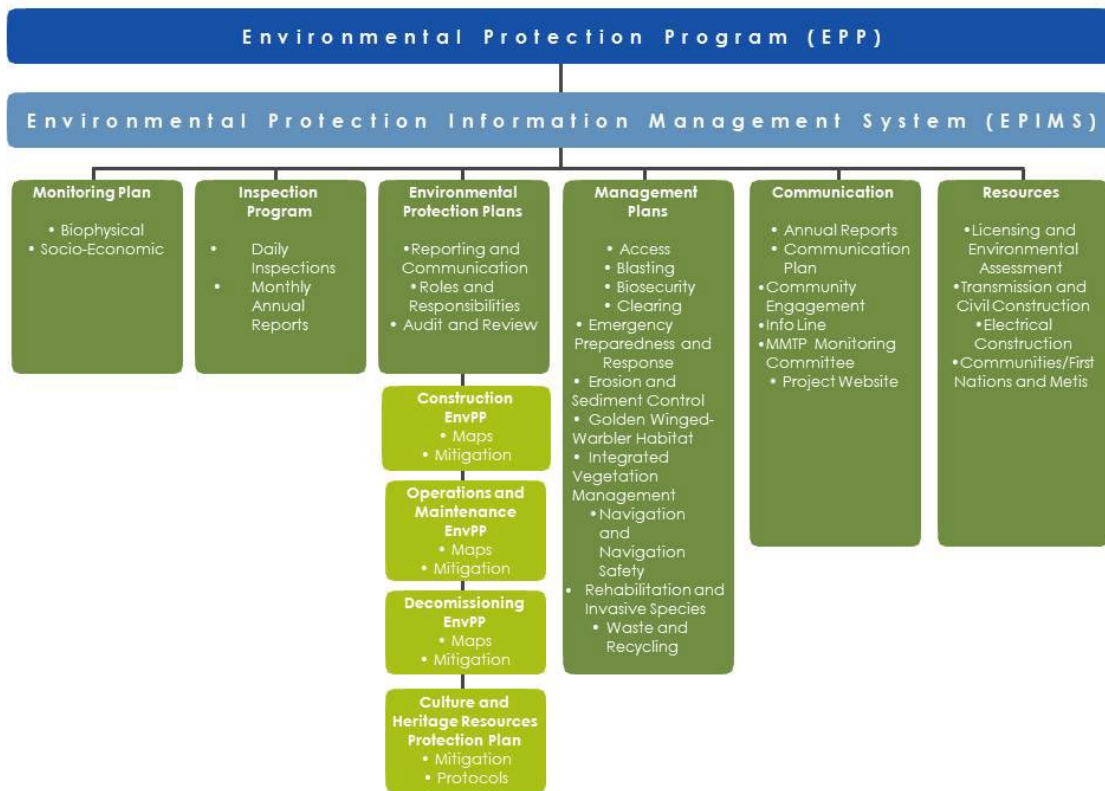 Environmental Protection Program (EPP)
Environmental Protection Information Management System (EPIMS)
Monitoring Plan
• Biophysical
• Socio-Economic
Inspection
Program
• Daily
Inspections
• Monthly
Annual
Reports
Environmental
Protection Plans
• Reporting and
Communication
• Roles and
Responsibilities
• Audit and Review
Construction
EnvPP
• Maps
• Mitigation
Operations and
Maintenance
EnvPP
• Maps
• Mitigation
Decomissioning
EnvPP
• Maps
• Mitigation
Culture and
Heritage Resources
Protection Plan
• Mitigation
• Protocols
Management
Plans
• Access
• Blasting
• Biosecurity
• Clearing
• Emergency
Preparedness and
Response
• Erosion and
Sediment Control
• Golden Winged-
Warbler Habitat
• Integrated
Vegetation
Management
• Navigation
and
Navigation
Safety
• Rehabilitation and
Invasive Species
• Waste and
Recycling
Communication
• Annual Reports
• Communication
Plan
• Community
Engagement
• Info Line
• MMTP Monitoring
Committee
• Project Website
Resources
• Licensing and
Environmental
Assessment
• Transmission and
Civil Construction
• Electrical
Construction
• Communities/First
Nations and Metis